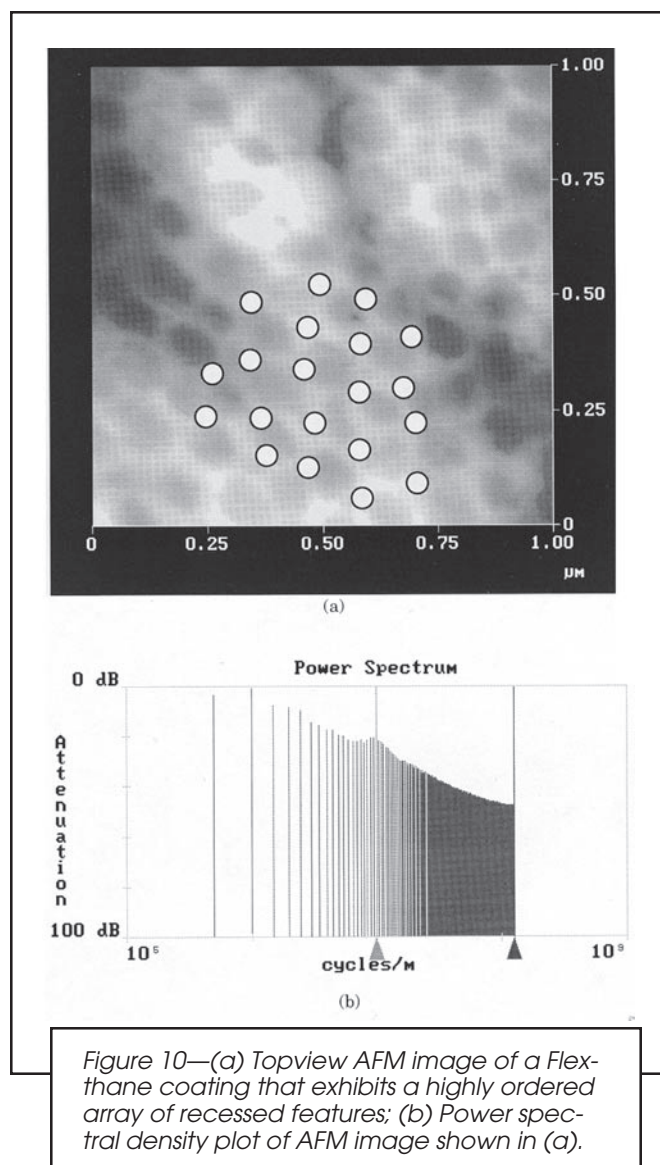 1.00
0.75
0.50
0.25
0
0 0.25 0.50 0.75 1.00
µM
(a)
Power Spectrum
0 dB
Attenuation
100 dB
10⁵ 10⁹
cycles/M
(b)
Figure 10—(a) Topview AFM image of a Flex-
thane coating that exhibits a highly ordered
array of recessed features; (b) Power spec-
tral density plot of AFM image shown in (a).